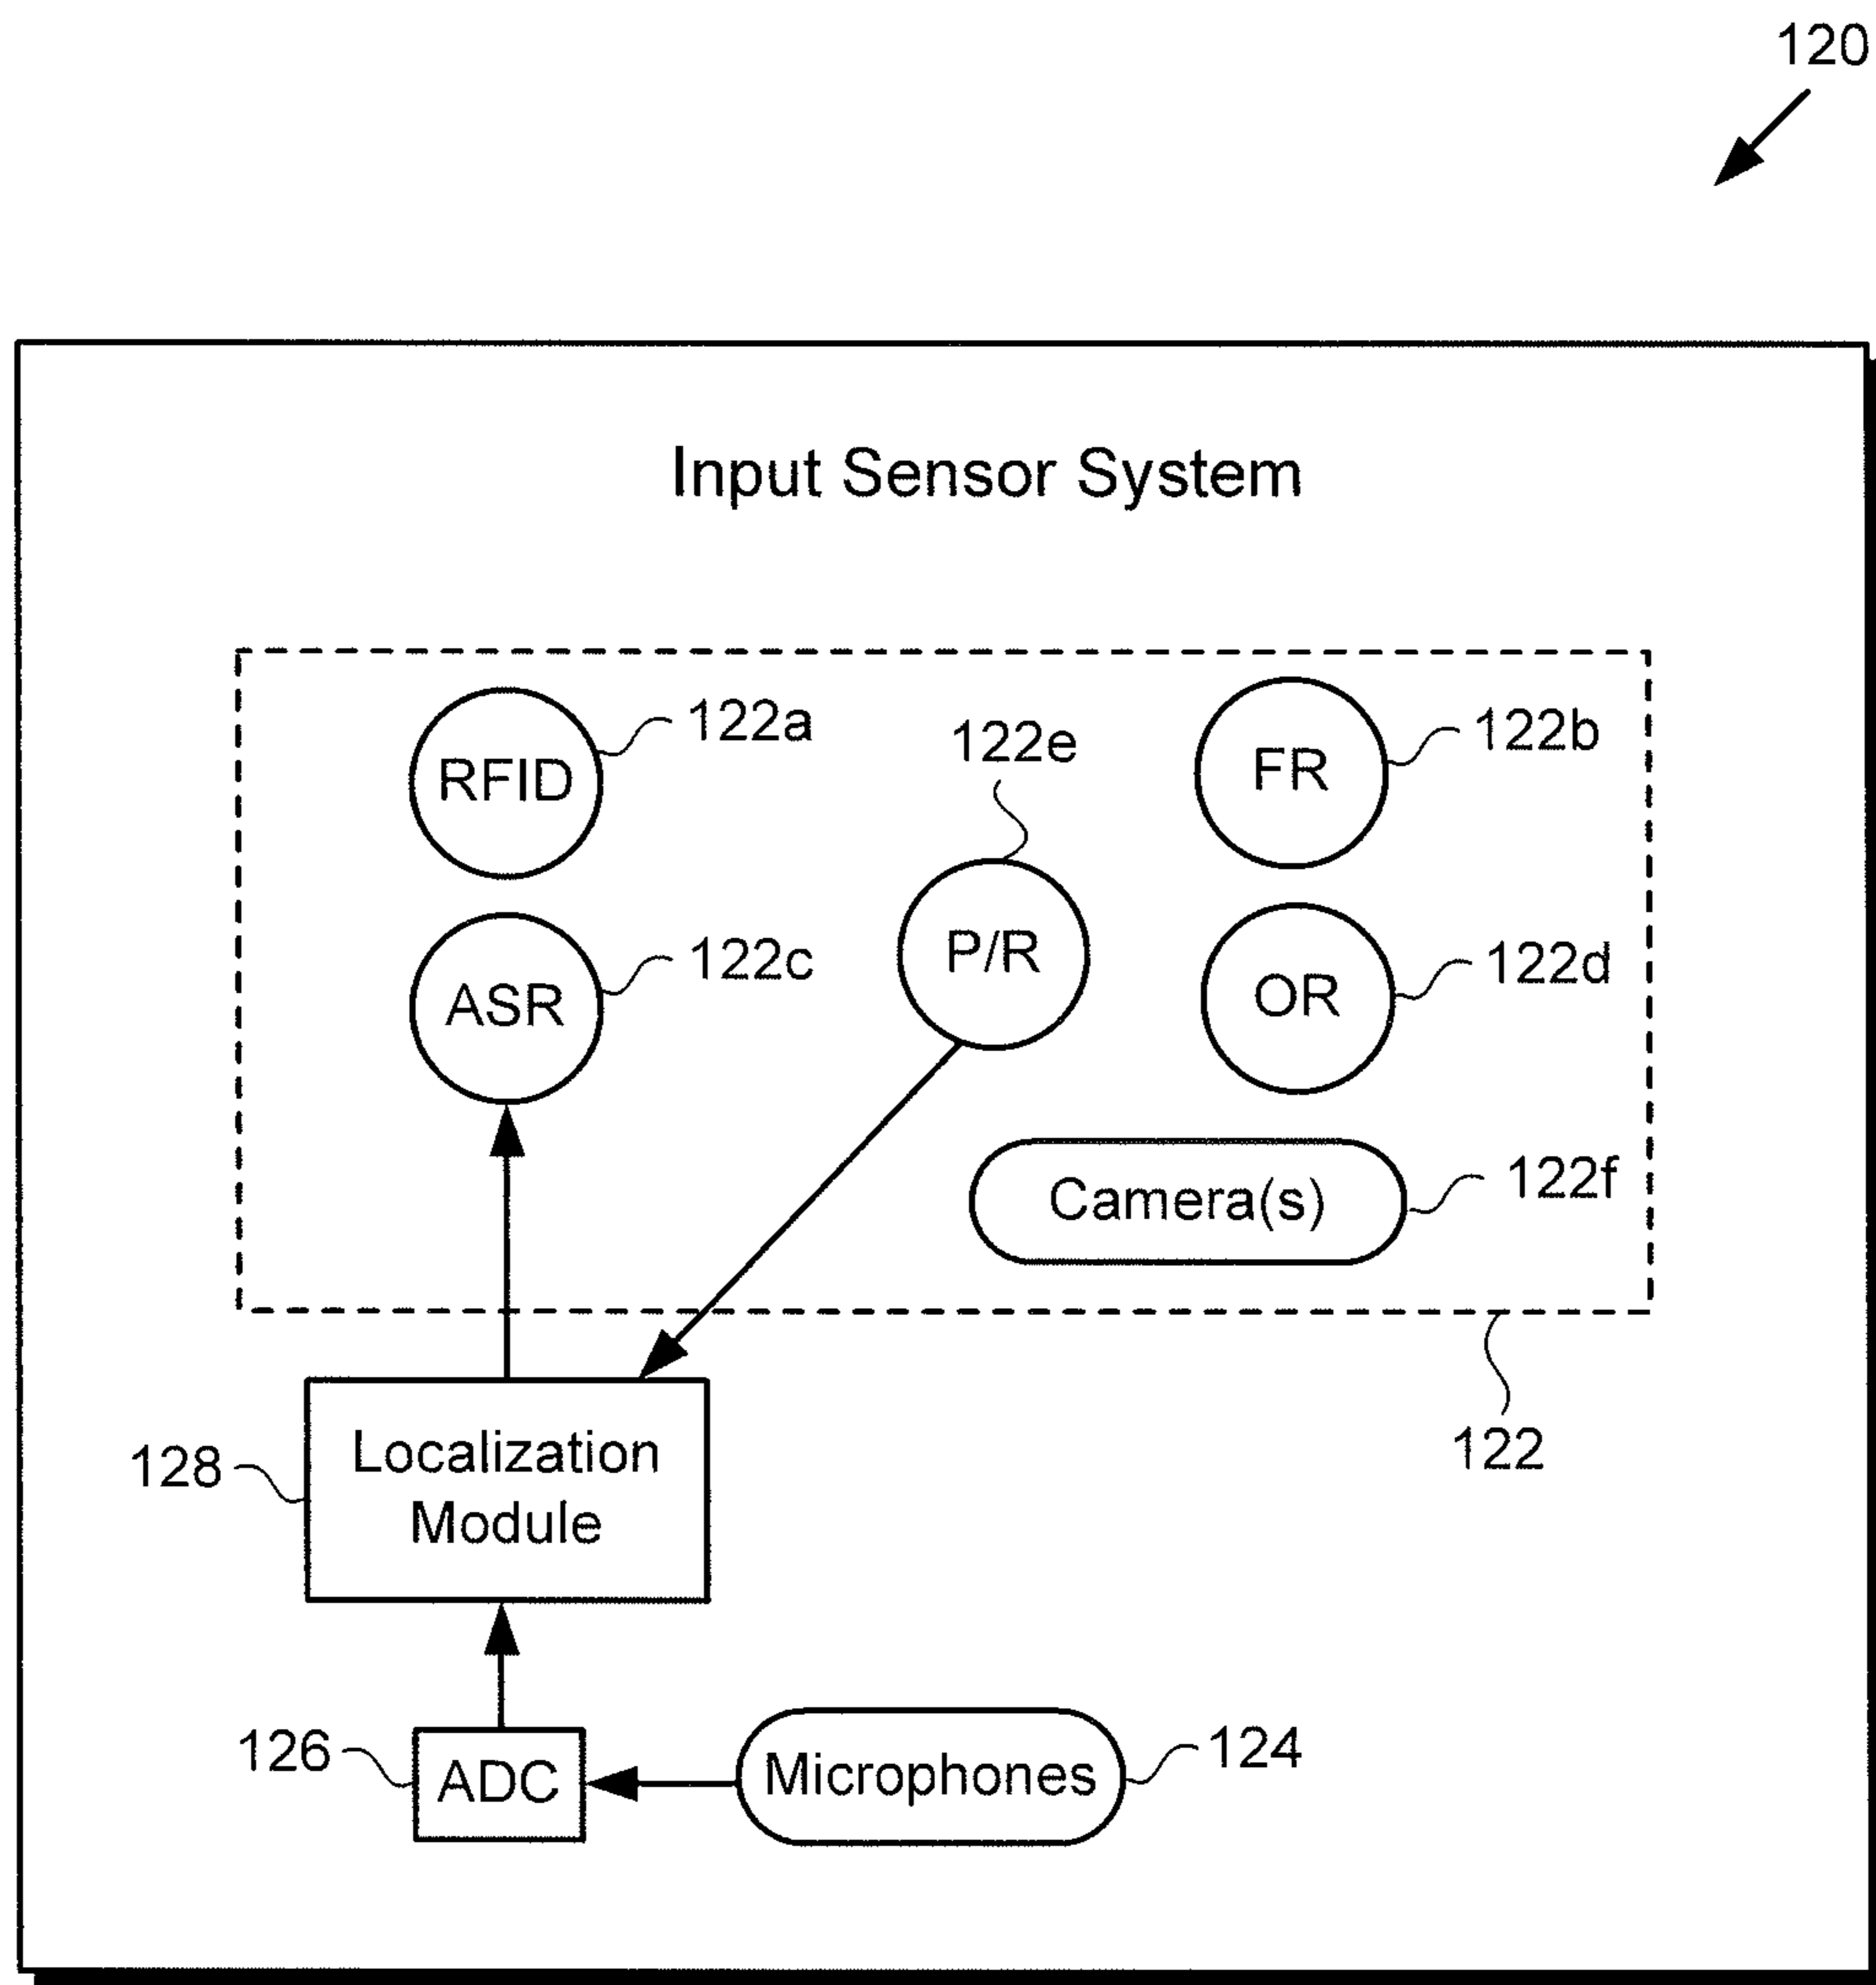 120
Input Sensor System
RFID
122a
122e
FR
122b
ASR
122c
P/R
OR
122d
Camera(s)
122f
122
128
Localization
Module
126
ADC
Microphones
124